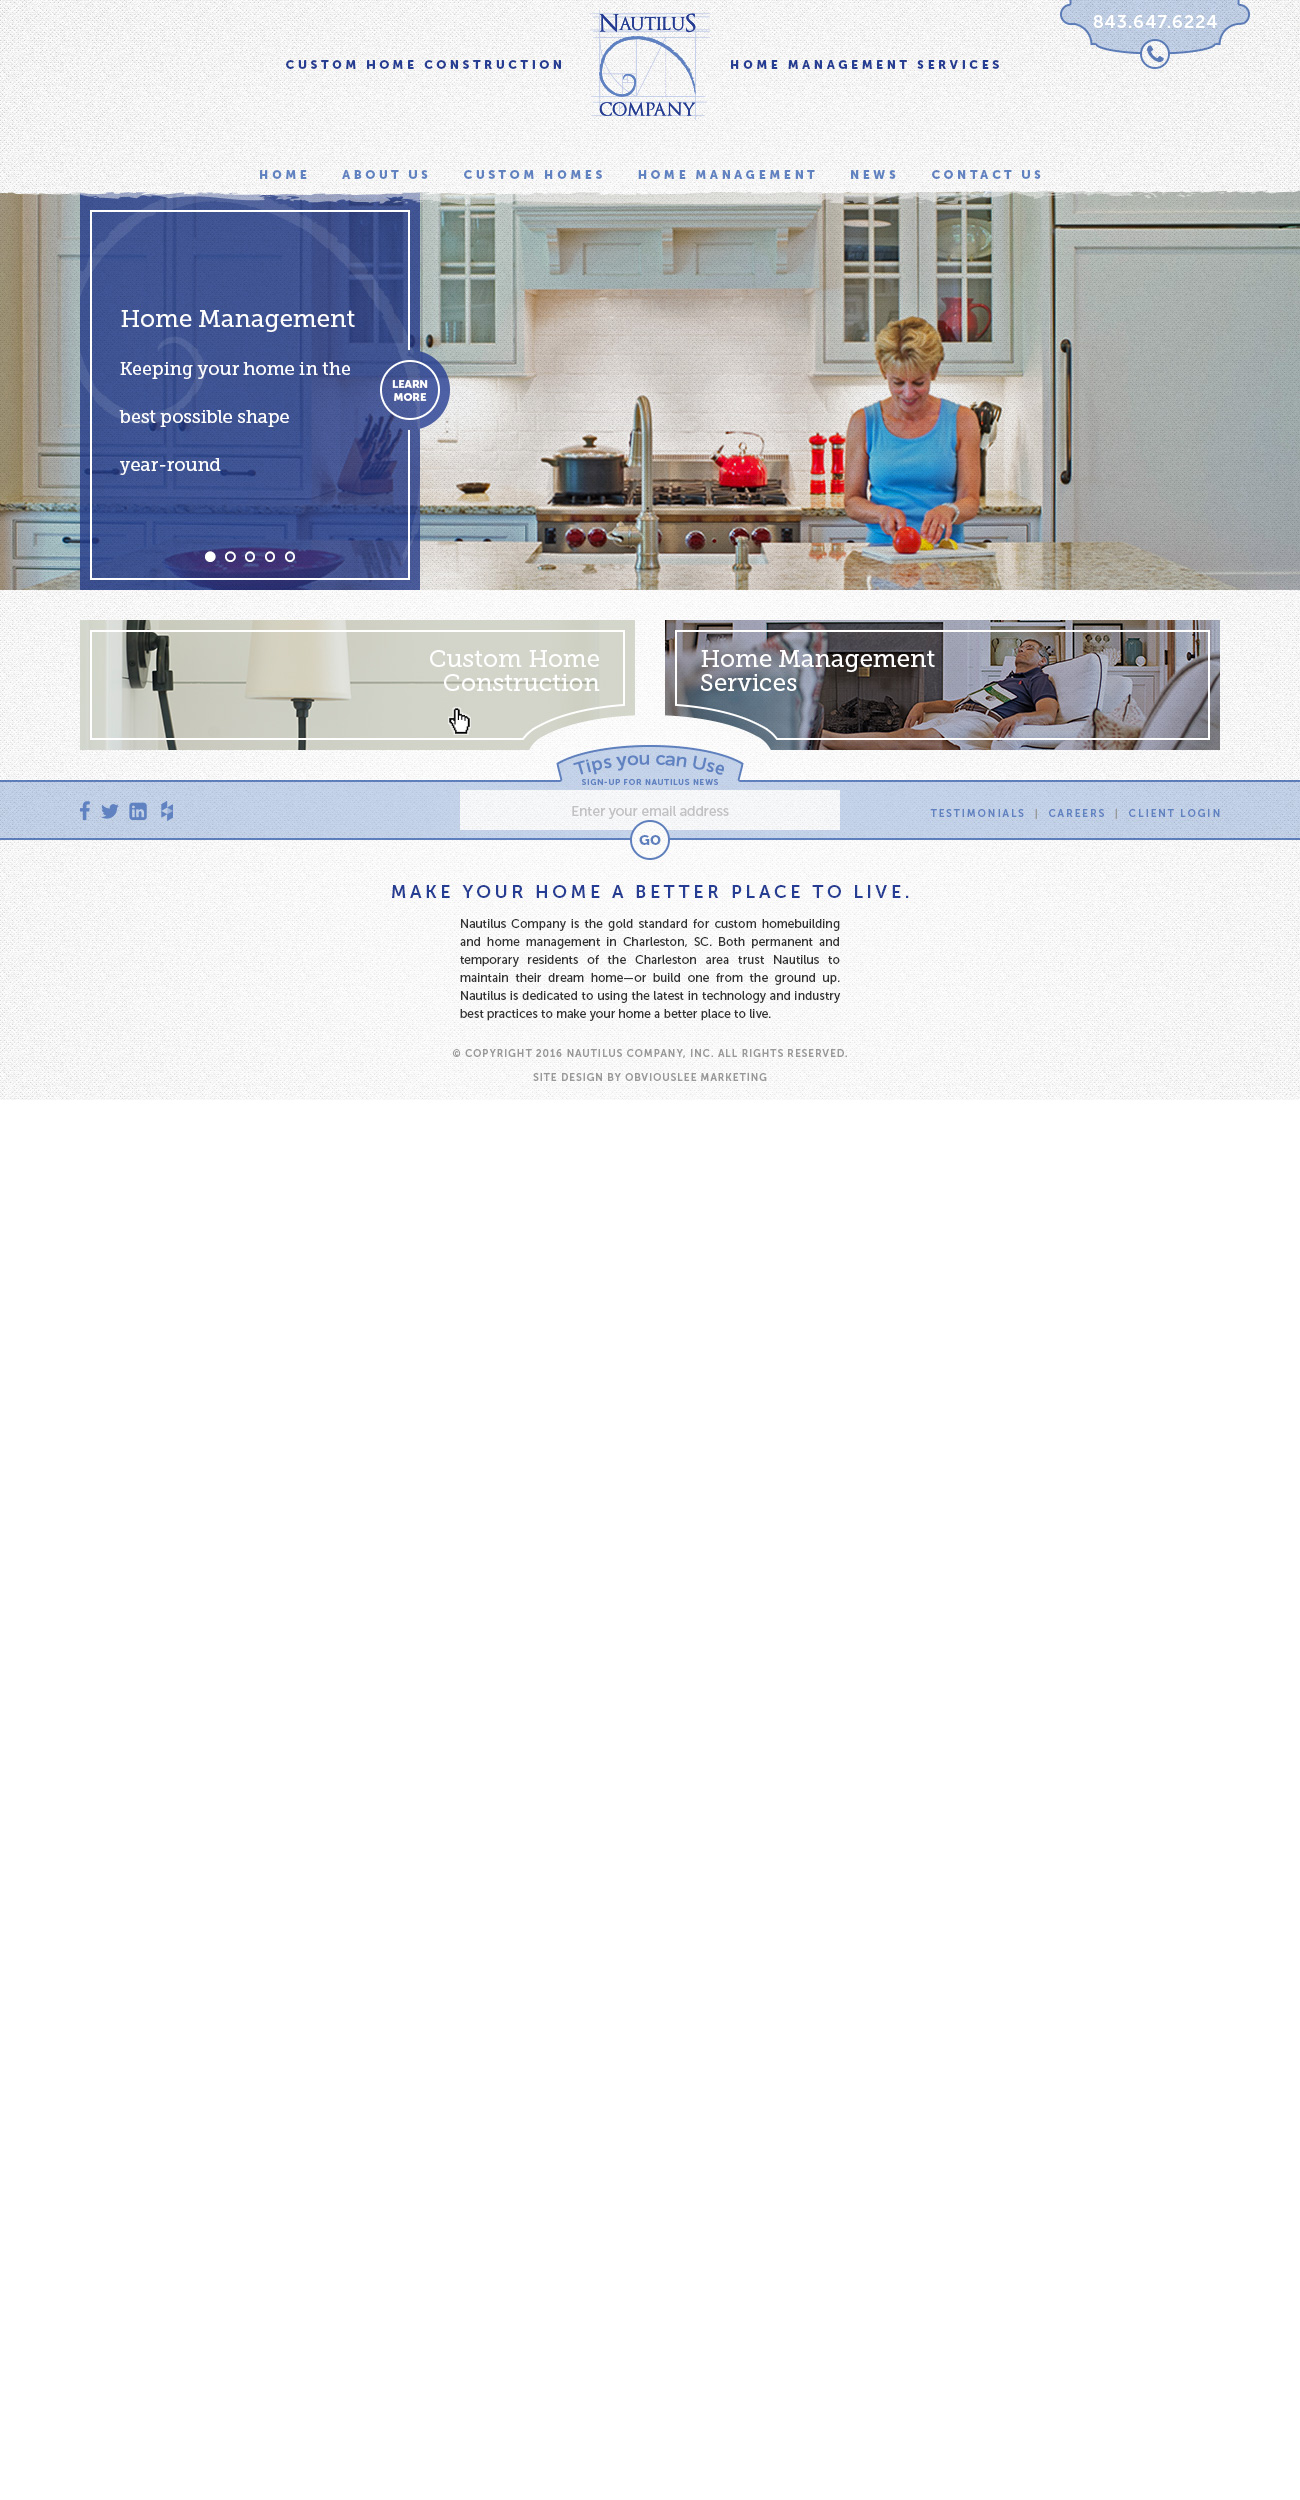 NAUTILUS
COMPANY
843.647.6224
CUSTOM HOME CONSTRUCTION
HOME MANAGEMENT SERVICES
HOME ABOUT US CUSTOM HOMES HOME MANAGEMENT NEWS CONTACT US
Home Management
Keeping your home in the
best possible shape
year-round
LEARN
MORE
Custom Home
Construction
Home Management
Services
Tips you can Use
SIGN-UP FOR NAUTILUS NEWS
Enter your email address
GO
TESTIMONIALS | CAREERS | CLIENT LOGIN
MAKE YOUR HOME A BETTER PLACE TO LIVE.
Nautilus Company is the gold standard for custom homebuilding
and home management in Charleston, SC. Both permanent and
temporary residents of the Charleston area trust Nautilus to
maintain their dream home—or build one from the ground up.
Nautilus is dedicated to using the latest in technology and industry
best practices to make your home a better place to live.
© COPYRIGHT 2016 NAUTILUS COMPANY, INC. ALL RIGHTS RESERVED.
SITE DESIGN BY OBVIOUSLEE MARKETING